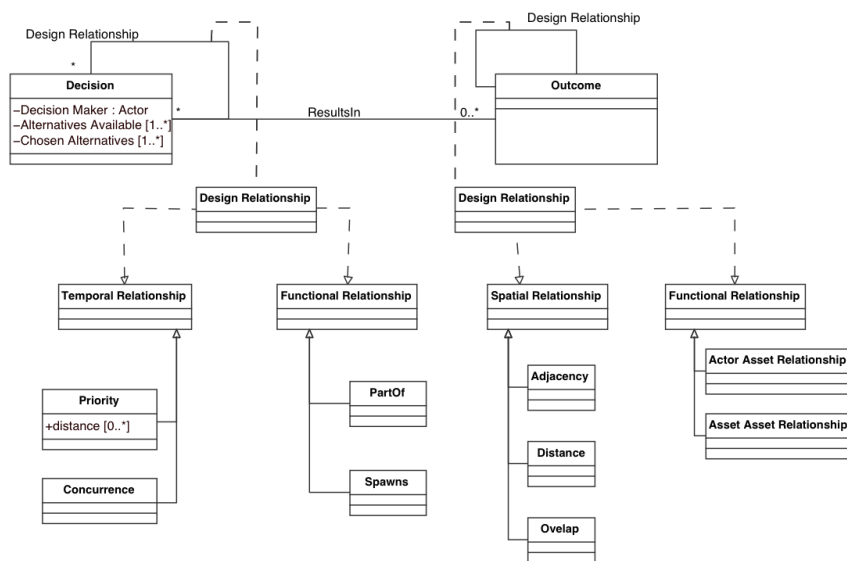 Design Relationship
Design Relationship
*
Decision
Outcome
–Decision Maker : Actor
–Alternatives Available [1..*]
–Chosen Alternatives [1..*]
*
ResultsIn
0..*
Design Relationship
Design Relationship
Temporal Relationship
Functional Relationship
Spatial Relationship
Functional Relationship
Actor Asset Relationship
Adjacency
PartOf
Priority
+distance [0..*]
Asset Asset Relationship
Distance
Spawns
Concurrence
Ovelap